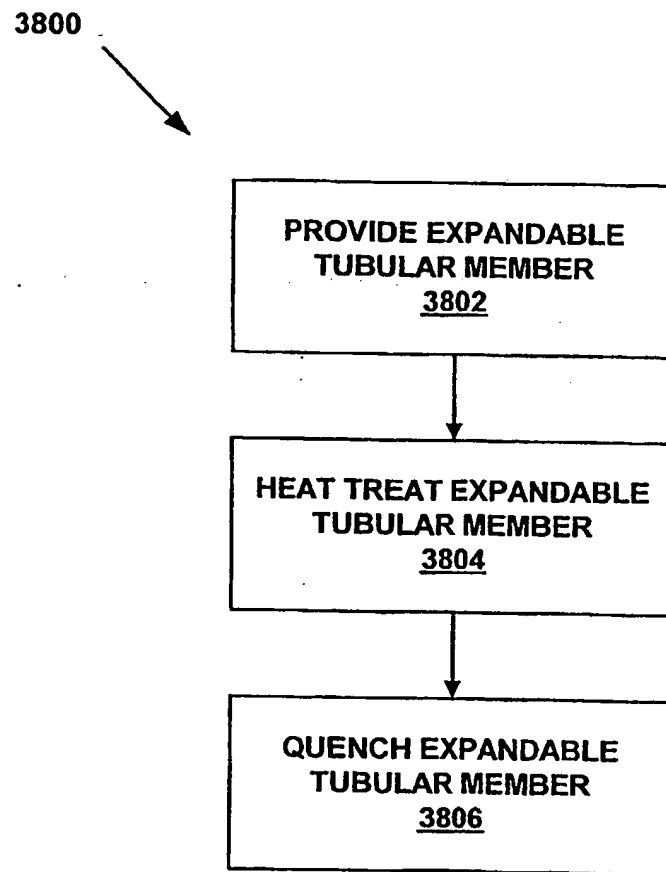 3800
PROVIDE EXPANDABLE
TUBULAR MEMBER
3802
HEAT TREAT EXPANDABLE
TUBULAR MEMBER
3804
QUENCH EXPANDABLE
TUBULAR MEMBER
3806